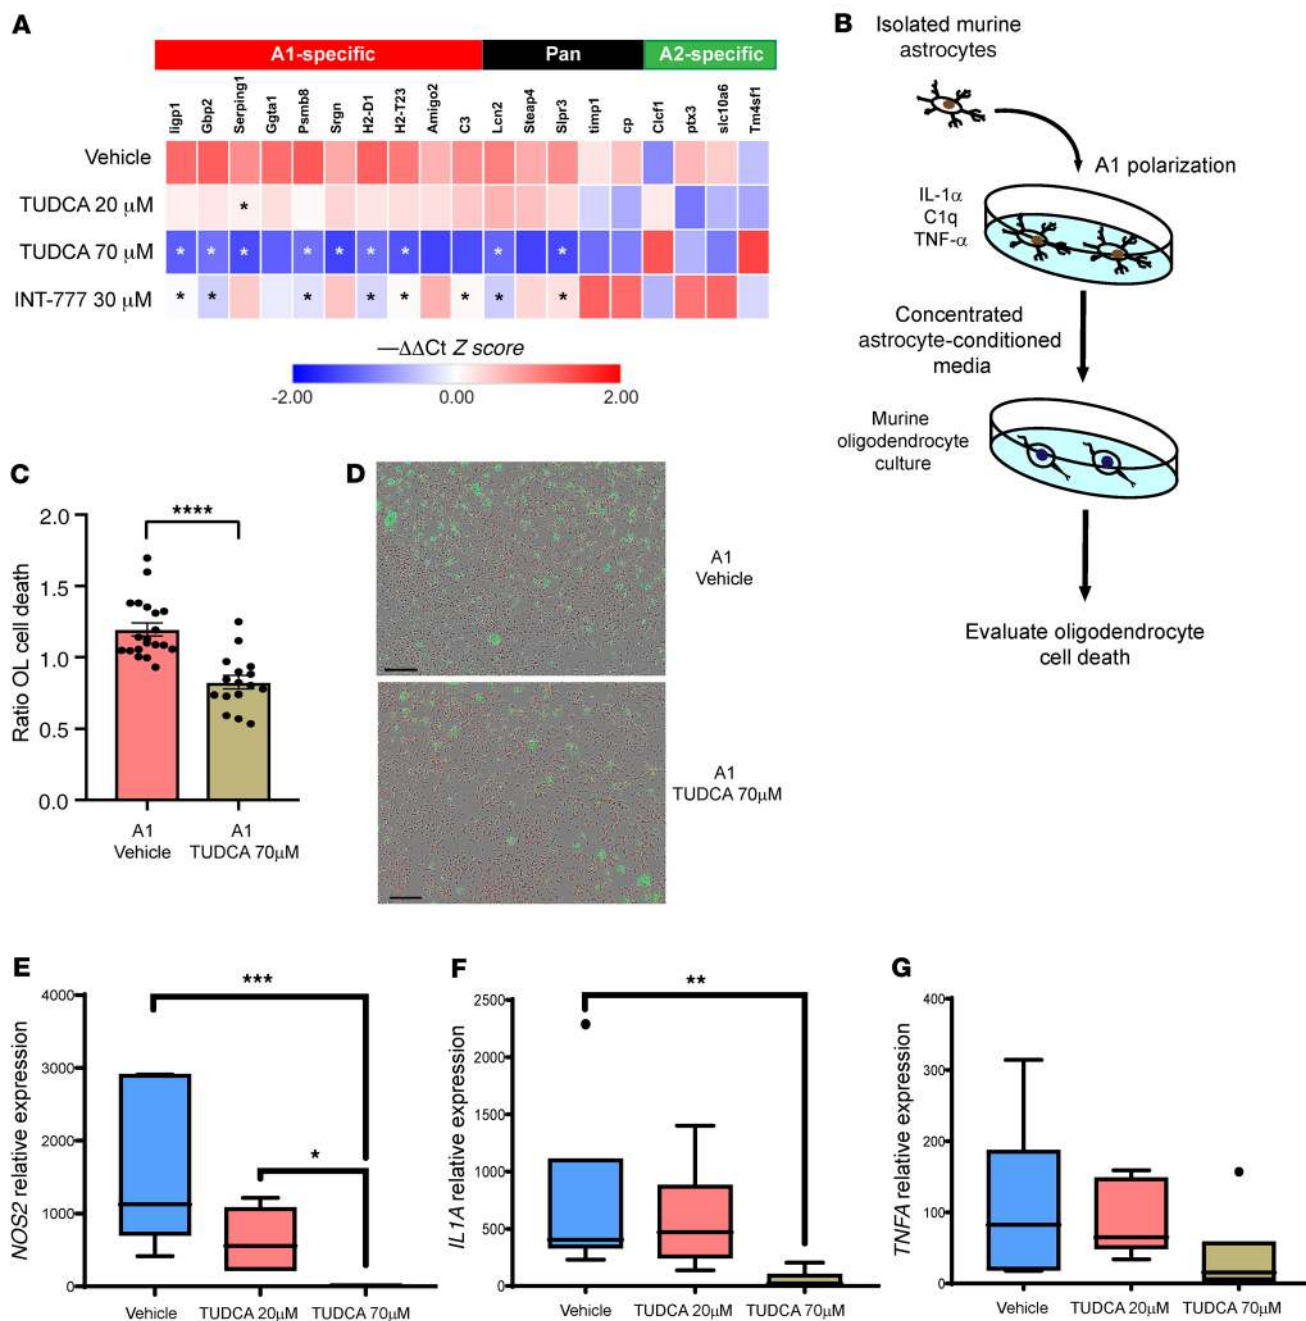 A
A1-specific Pan A2-specific
Iigp1 Gbp2 Serping1 Ggta1 Psmb8 Srgn H2-D1 H2-T23 Amigo2 C3 Lcn2 Steap4 Slpr3 timp1 cp Clcf1 ptx3 slc10a6 Tm4sf1
Vehicle
TUDCA 20 μM *
TUDCA 70 μM * * * * * * * * *
INT-777 30 μM * * * * * * * *
—ΔΔCt Z score
-2.00 0.00 2.00
B
Isolated murine
astrocytes
A1 polarization
IL-1α
C1q
TNF-α
Concentrated
astrocyte-conditioned
media
Murine
oligodendrocyte
culture
Evaluate oligodendrocyte
cell death
C
Ratio OL cell death
2.0
1.5
1.0
0.5
0.0
****
A1
Vehicle
A1
TUDCA 70μM
D
A1
Vehicle
A1
TUDCA 70μM
E
NOS2 relative expression
4000
3000
2000
1000
0
***
*
Vehicle TUDCA 20μM TUDCA 70μM
F
IL1A relative expression
2500
2000
1500
1000
500
0
**
Vehicle TUDCA 20μM TUDCA 70μM
G
TNFA relative expression
400
300
200
100
0
Vehicle TUDCA 20μM TUDCA 70μM